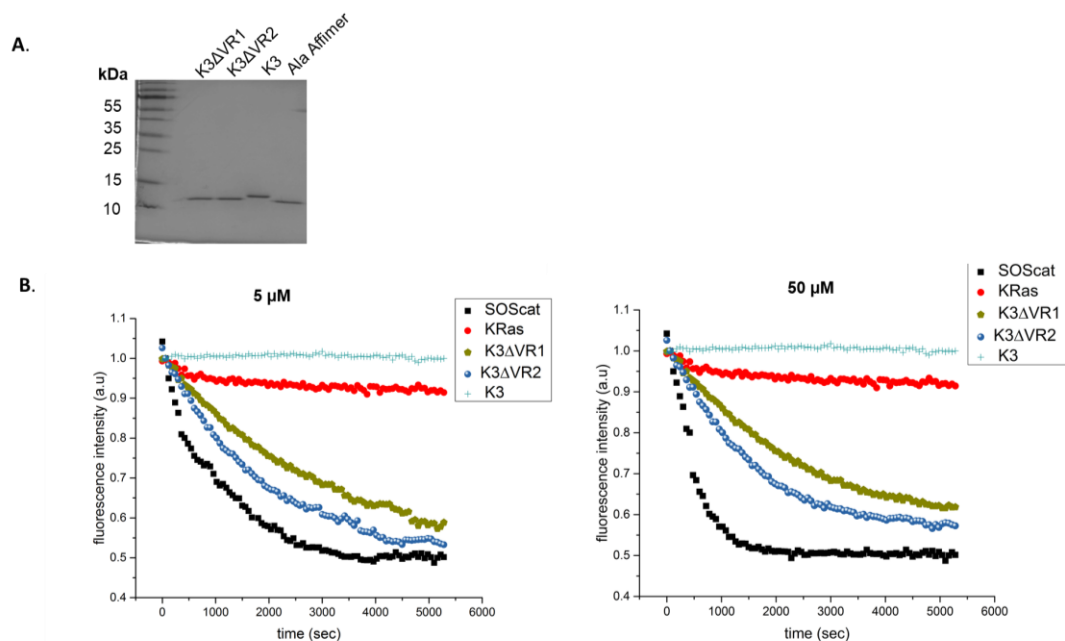 A.
kDa
K3ΔVR1
K3ΔVR2
K3
Ala Affimer
55
35
25
15
10
B.
5 µM
SOScat
KRas
K3ΔVR1
K3ΔVR2
K3
1.1
1.0
0.9
0.8
0.7
0.6
0.5
0.4
fluorescence intensity (a.u)
0 1000 2000 3000 4000 5000 6000
time (sec)
50 µM
SOScat
KRas
K3ΔVR1
K3ΔVR2
K3
1.1
1.0
0.9
0.8
0.7
0.6
0.5
0.4
fluorescence intensity (a.u)
0 1000 2000 3000 4000 5000 6000
time (sec)